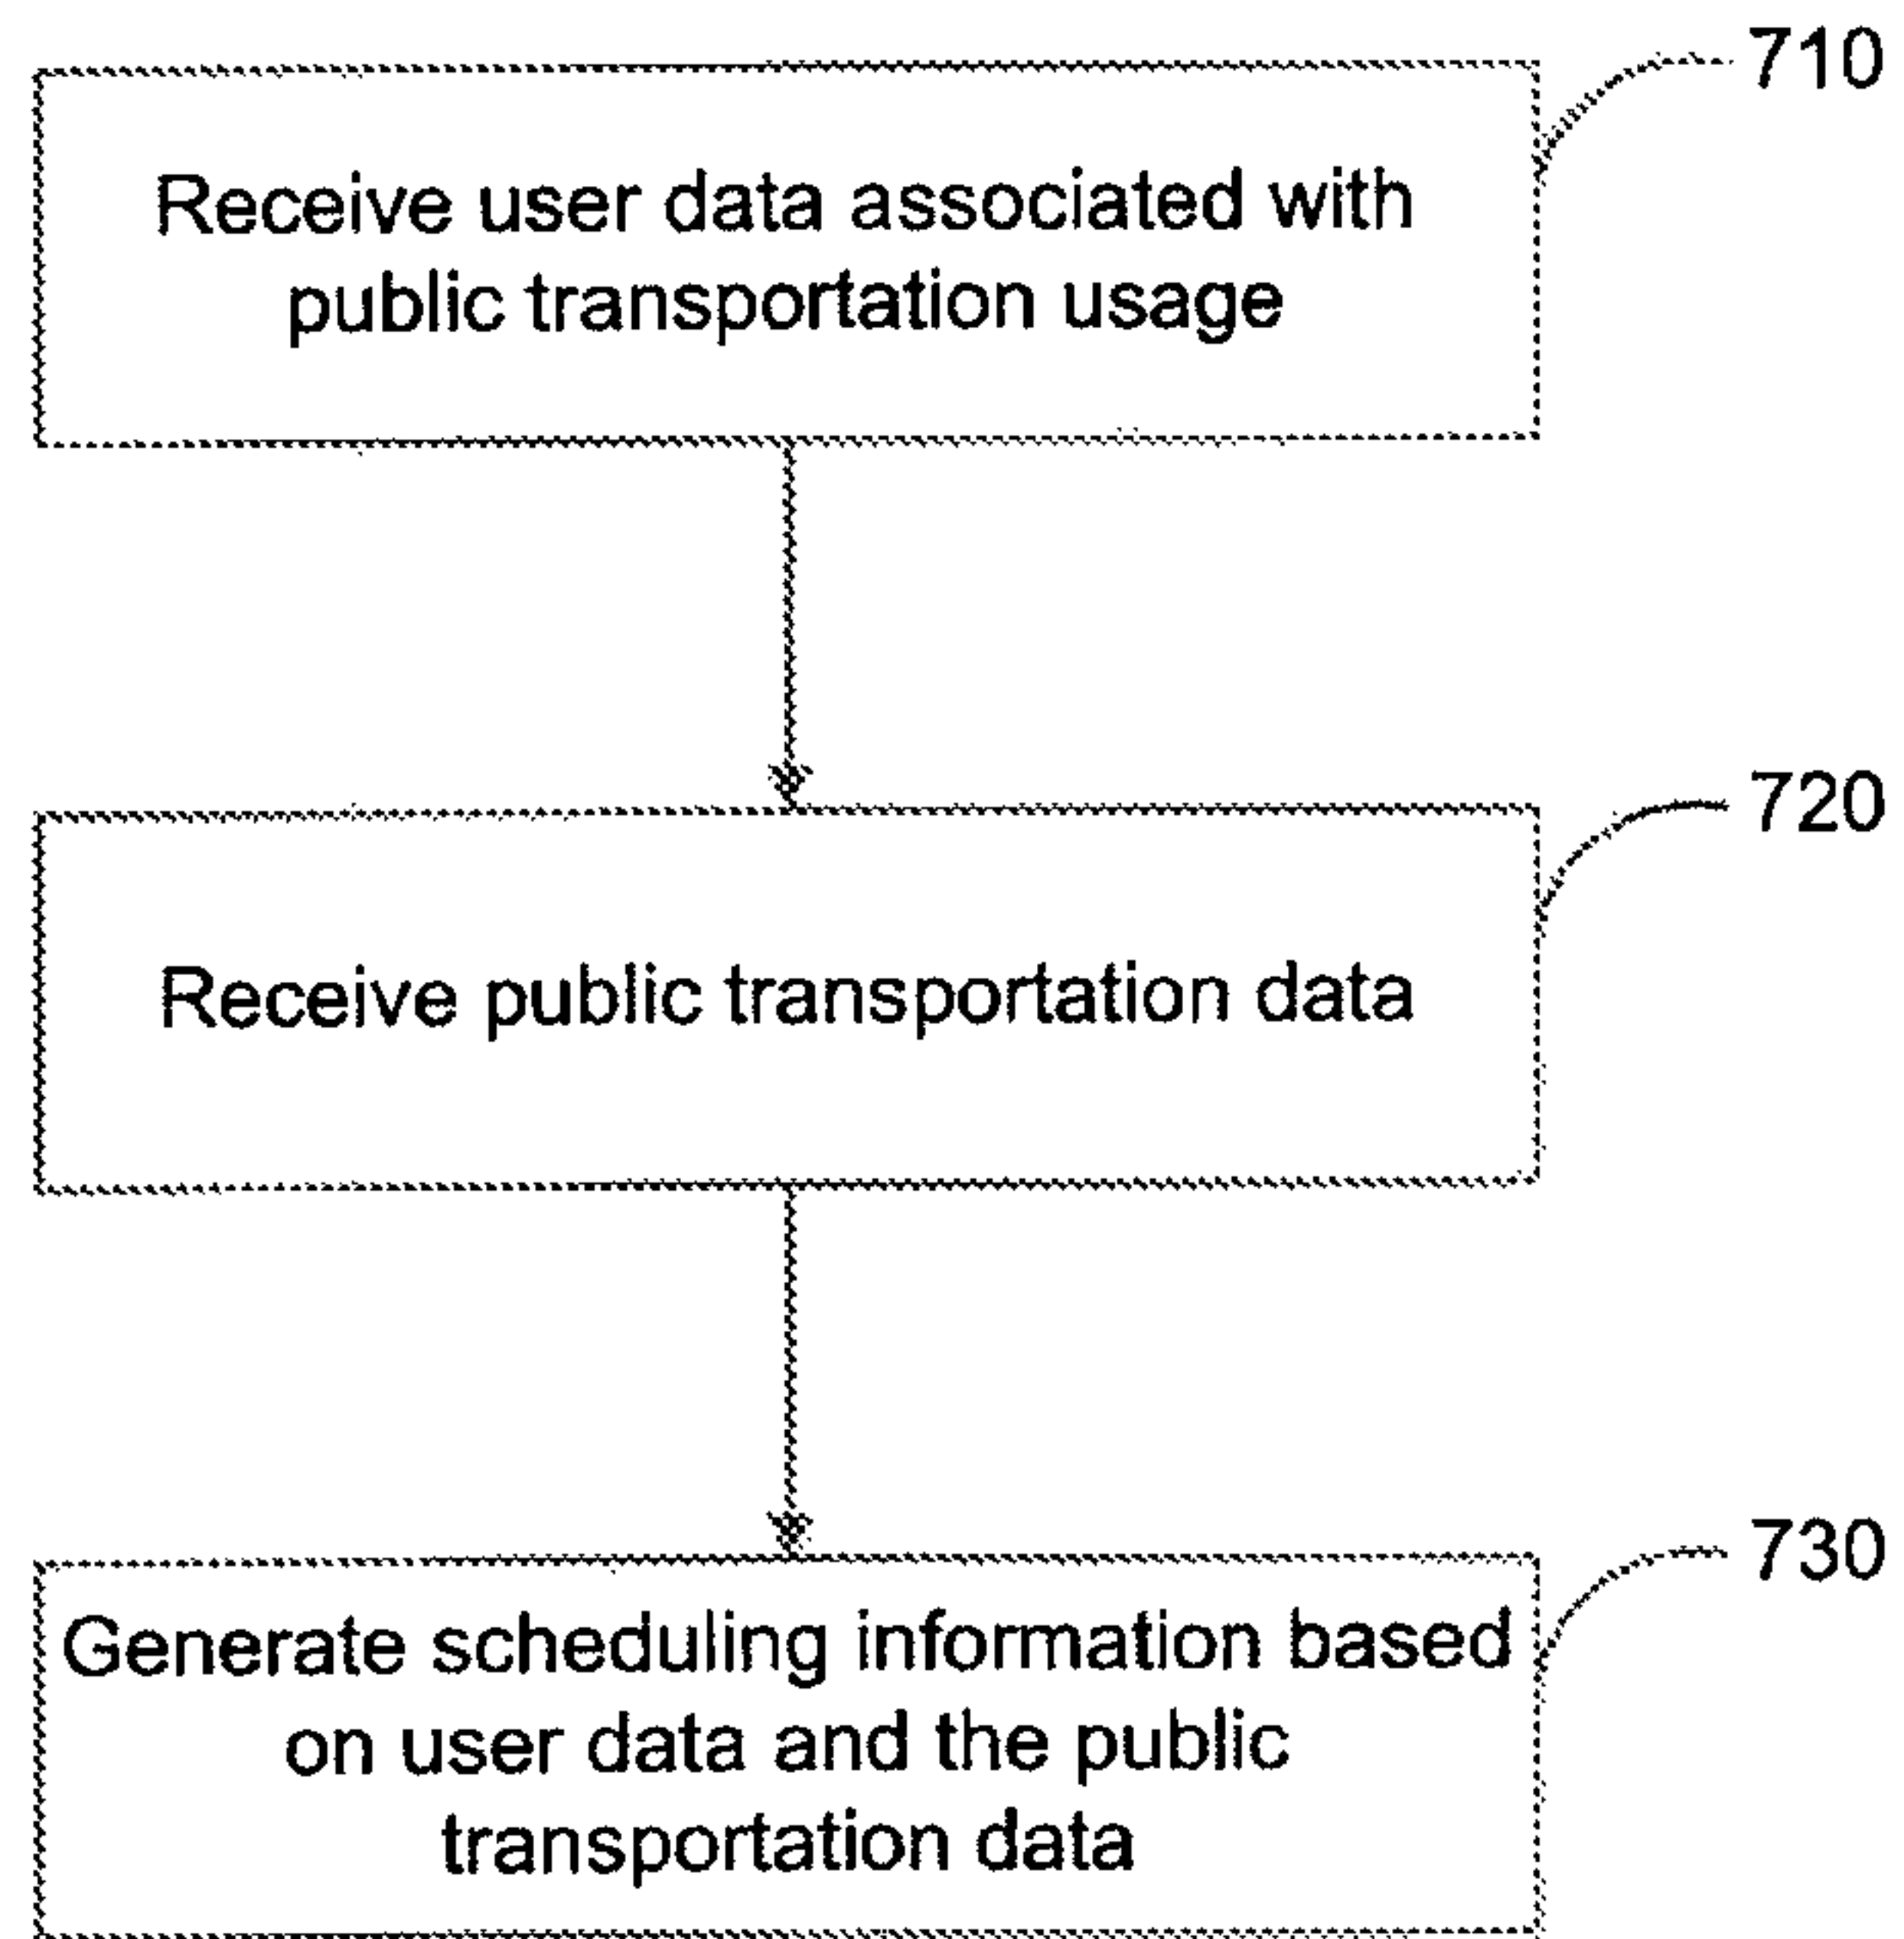 710
Receive user data associated with
public transportation usage
720
Receive public transportation data
730
Generate scheduling information based
on user data and the public
transportation data